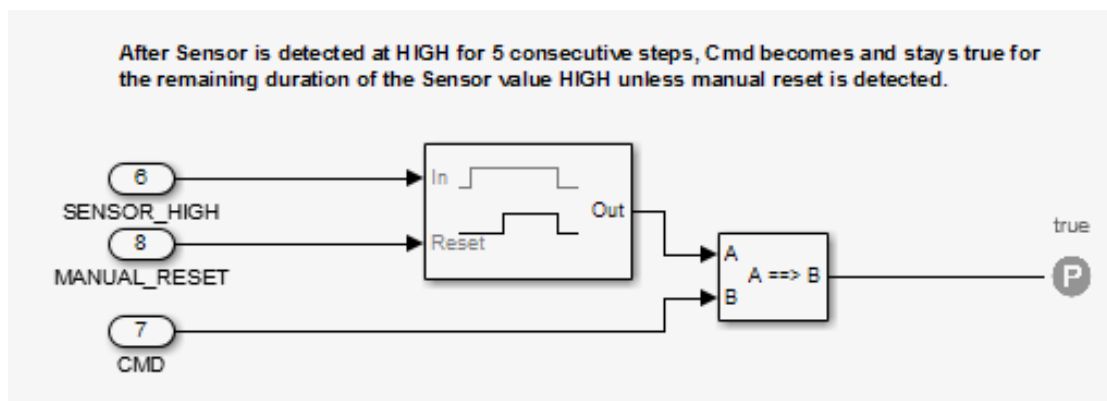 After Sensor is detected at HIGH for 5 consecutive steps, Cmd becomes and stays true for
the remaining duration of the Sensor value HIGH unless manual reset is detected.
6
SENSOR_HIGH
8
MANUAL_RESET
7
CMD
In
Reset
Out
A
B
A ==> B
true
P